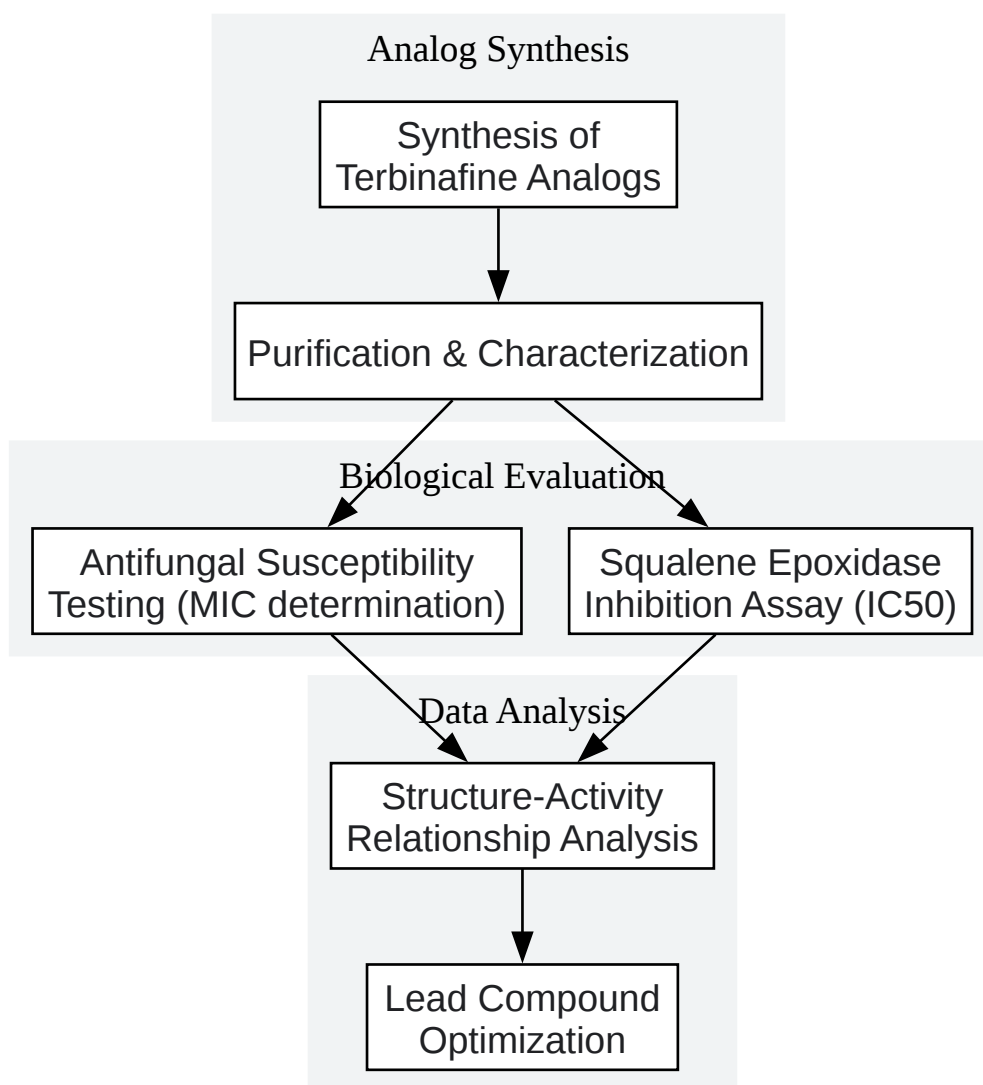 Analog Synthesis
Synthesis of
Terbinafine Analogs
Purification & Characterization
Biological Evaluation
Antifungal Susceptibility
Testing (MIC determination)
Squalene Epoxidase
Inhibition Assay (IC50)
Data Analysis
Structure-Activity
Relationship Analysis
Lead Compound
Optimization